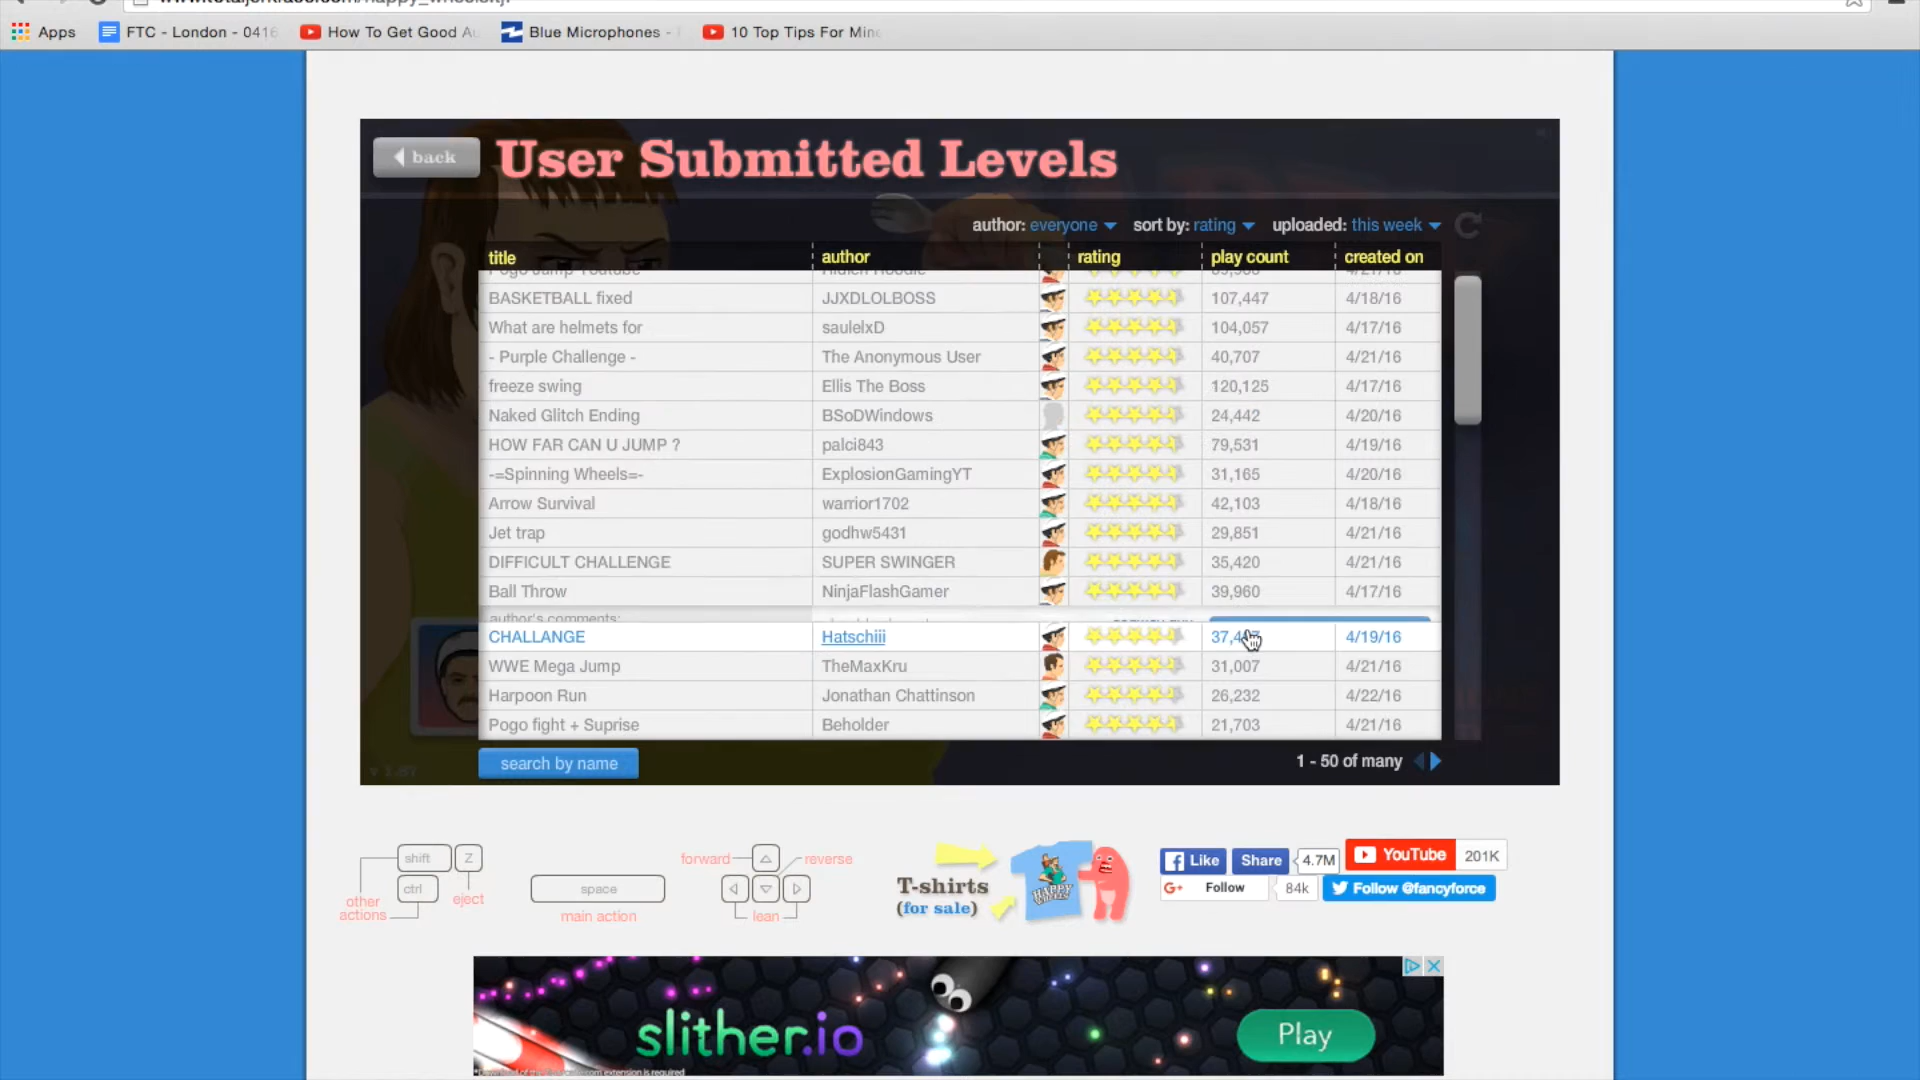 Apps FTC - London - 0416 How To Get Good Au Blue Microphones - 10 Top Tips For Mine
back User Submitted Levels
author: everyone sort by: rating uploaded: this week
title author rating play count created on
Pogo Jump Youtube
BASKETBALL fixed JJXDLOLBOSS 107,447 4/18/16
What are helmets for saulelxD 104,057 4/17/16
- Purple Challenge - The Anonymous User 40,707 4/21/16
freeze swing Ellis The Boss 120,125 4/17/16
Naked Glitch Ending BSoDWindows 24,442 4/20/16
HOW FAR CAN U JUMP ? palci843 79,531 4/19/16
-=Spinning Wheels=- ExplosionGamingYT 31,165 4/20/16
Arrow Survival warrior1702 42,103 4/18/16
Jet trap godhw5431 29,851 4/21/16
DIFFICULT CHALLENGE SUPER SWINGER 35,420 4/21/16
Ball Throw NinjaFlashGamer 39,960 4/17/16
author's comments:
CHALLANGE Hatschiii 4/19/16
WWE Mega Jump TheMaxKru 31,007 4/21/16
Harpoon Run Jonathan Chattinson 26,232 4/22/16
Pogo fight + Suprise Beholder 21,703 4/21/16
search by name 1 - 50 of many
shift Z
ctrl
other actions
eject
space
main action
forward reverse
lean
T-shirts
(for sale)
HAPPY WHEELS
Like Share 4.7M YouTube 201K
G+ Follow 84k Follow @fancyforce
slither.io Play